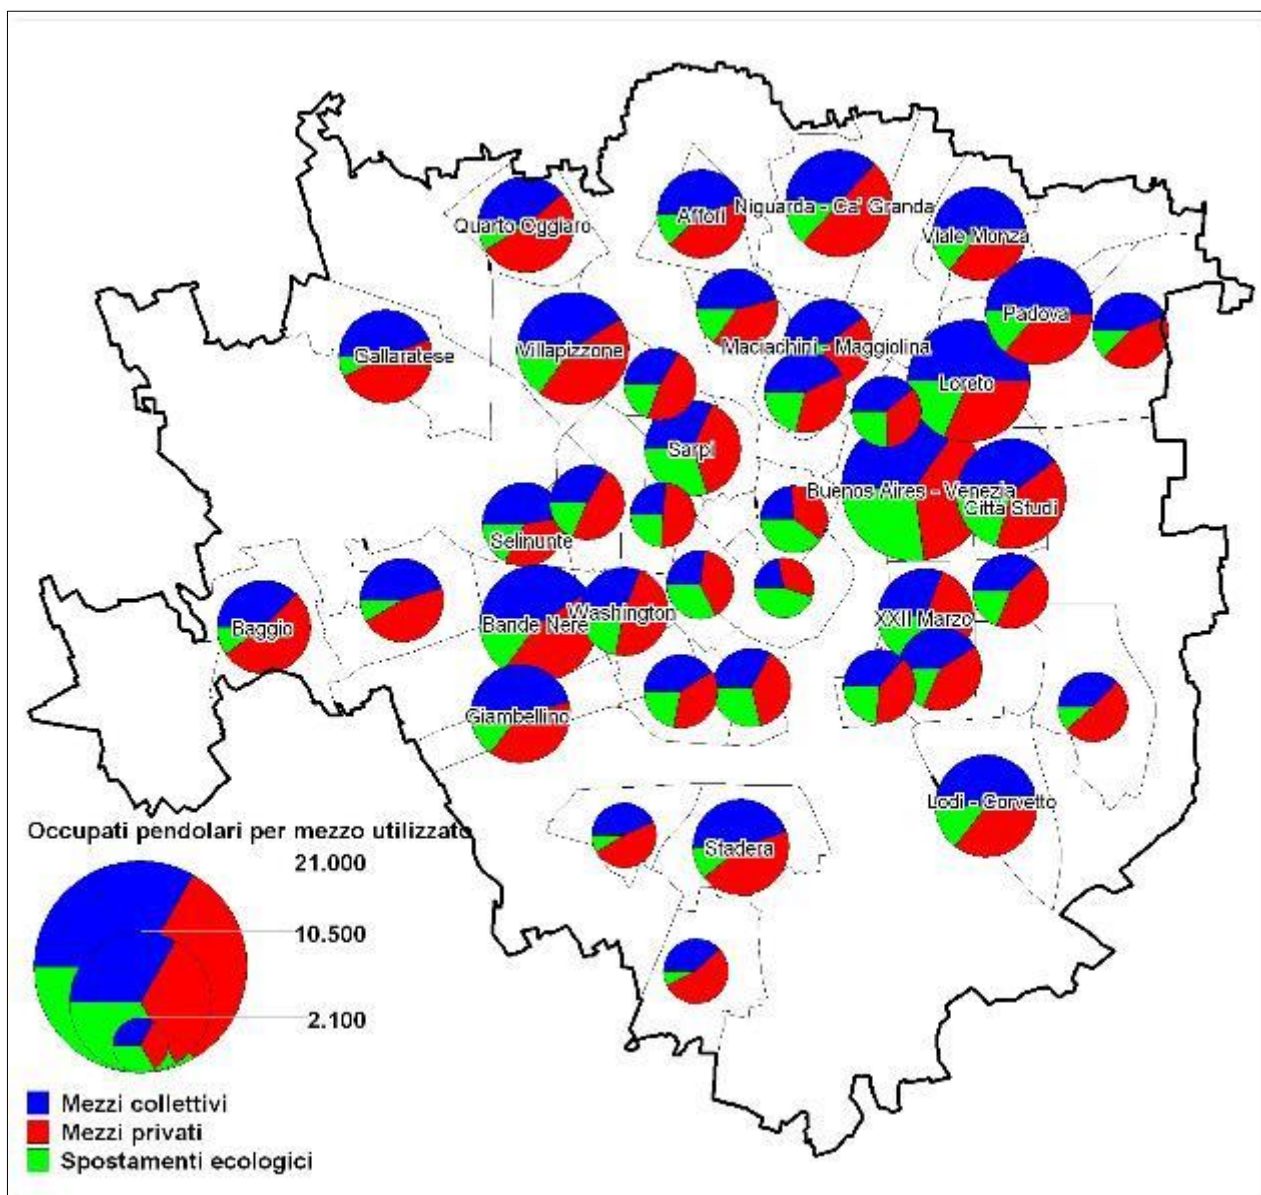 Niguarda - Ca' Granda
Affori
Quarto Oggiaro
Viale Monza
Padova
Maciachini - Maggiolina
Villapizzone
Gallaratese
Loreto
Sarpi
Buenos Aires - Venezia
Città Studi
Selinunte
Washington
XXII Marzo
Bande Nere
Baggio
Giambellino
Lodi - Corvetto
Stadera
Occupati pendolari per mezzo utilizzato
21.000
10.500
2.100
Mezzi collettivi
Mezzi privati
Spostamenti ecologici